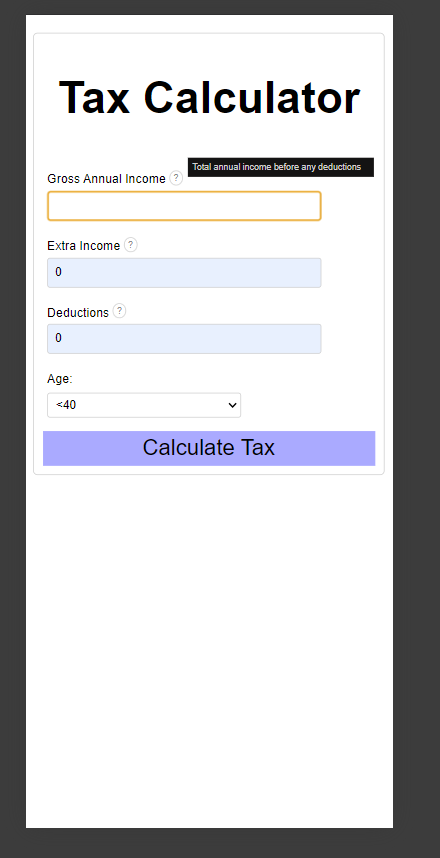 Tax Calculator
Total annual income before any deductions
Gross Annual Income ?
Extra Income ?
0
Deductions ?
0
Age:
<40
Calculate Tax